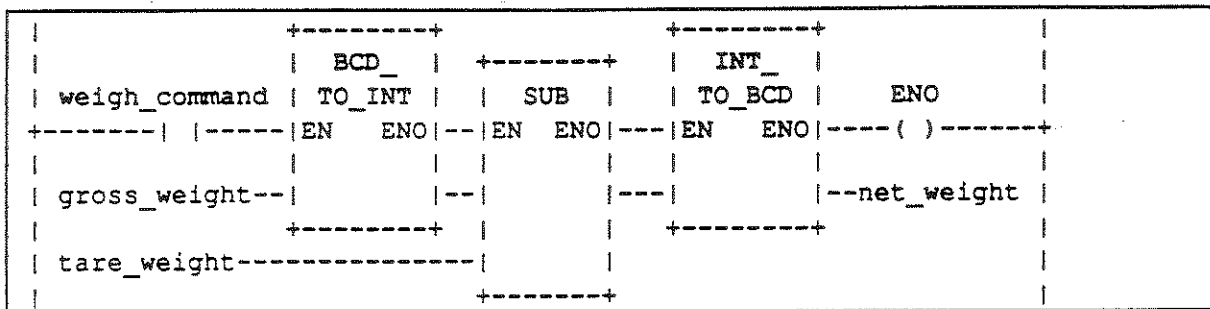 BCD_ INT_
weigh_command TO_INT SUB TO_BCD ENO
EN ENO EN ENO EN ENO ( )
gross_weight net_weight
tare_weight